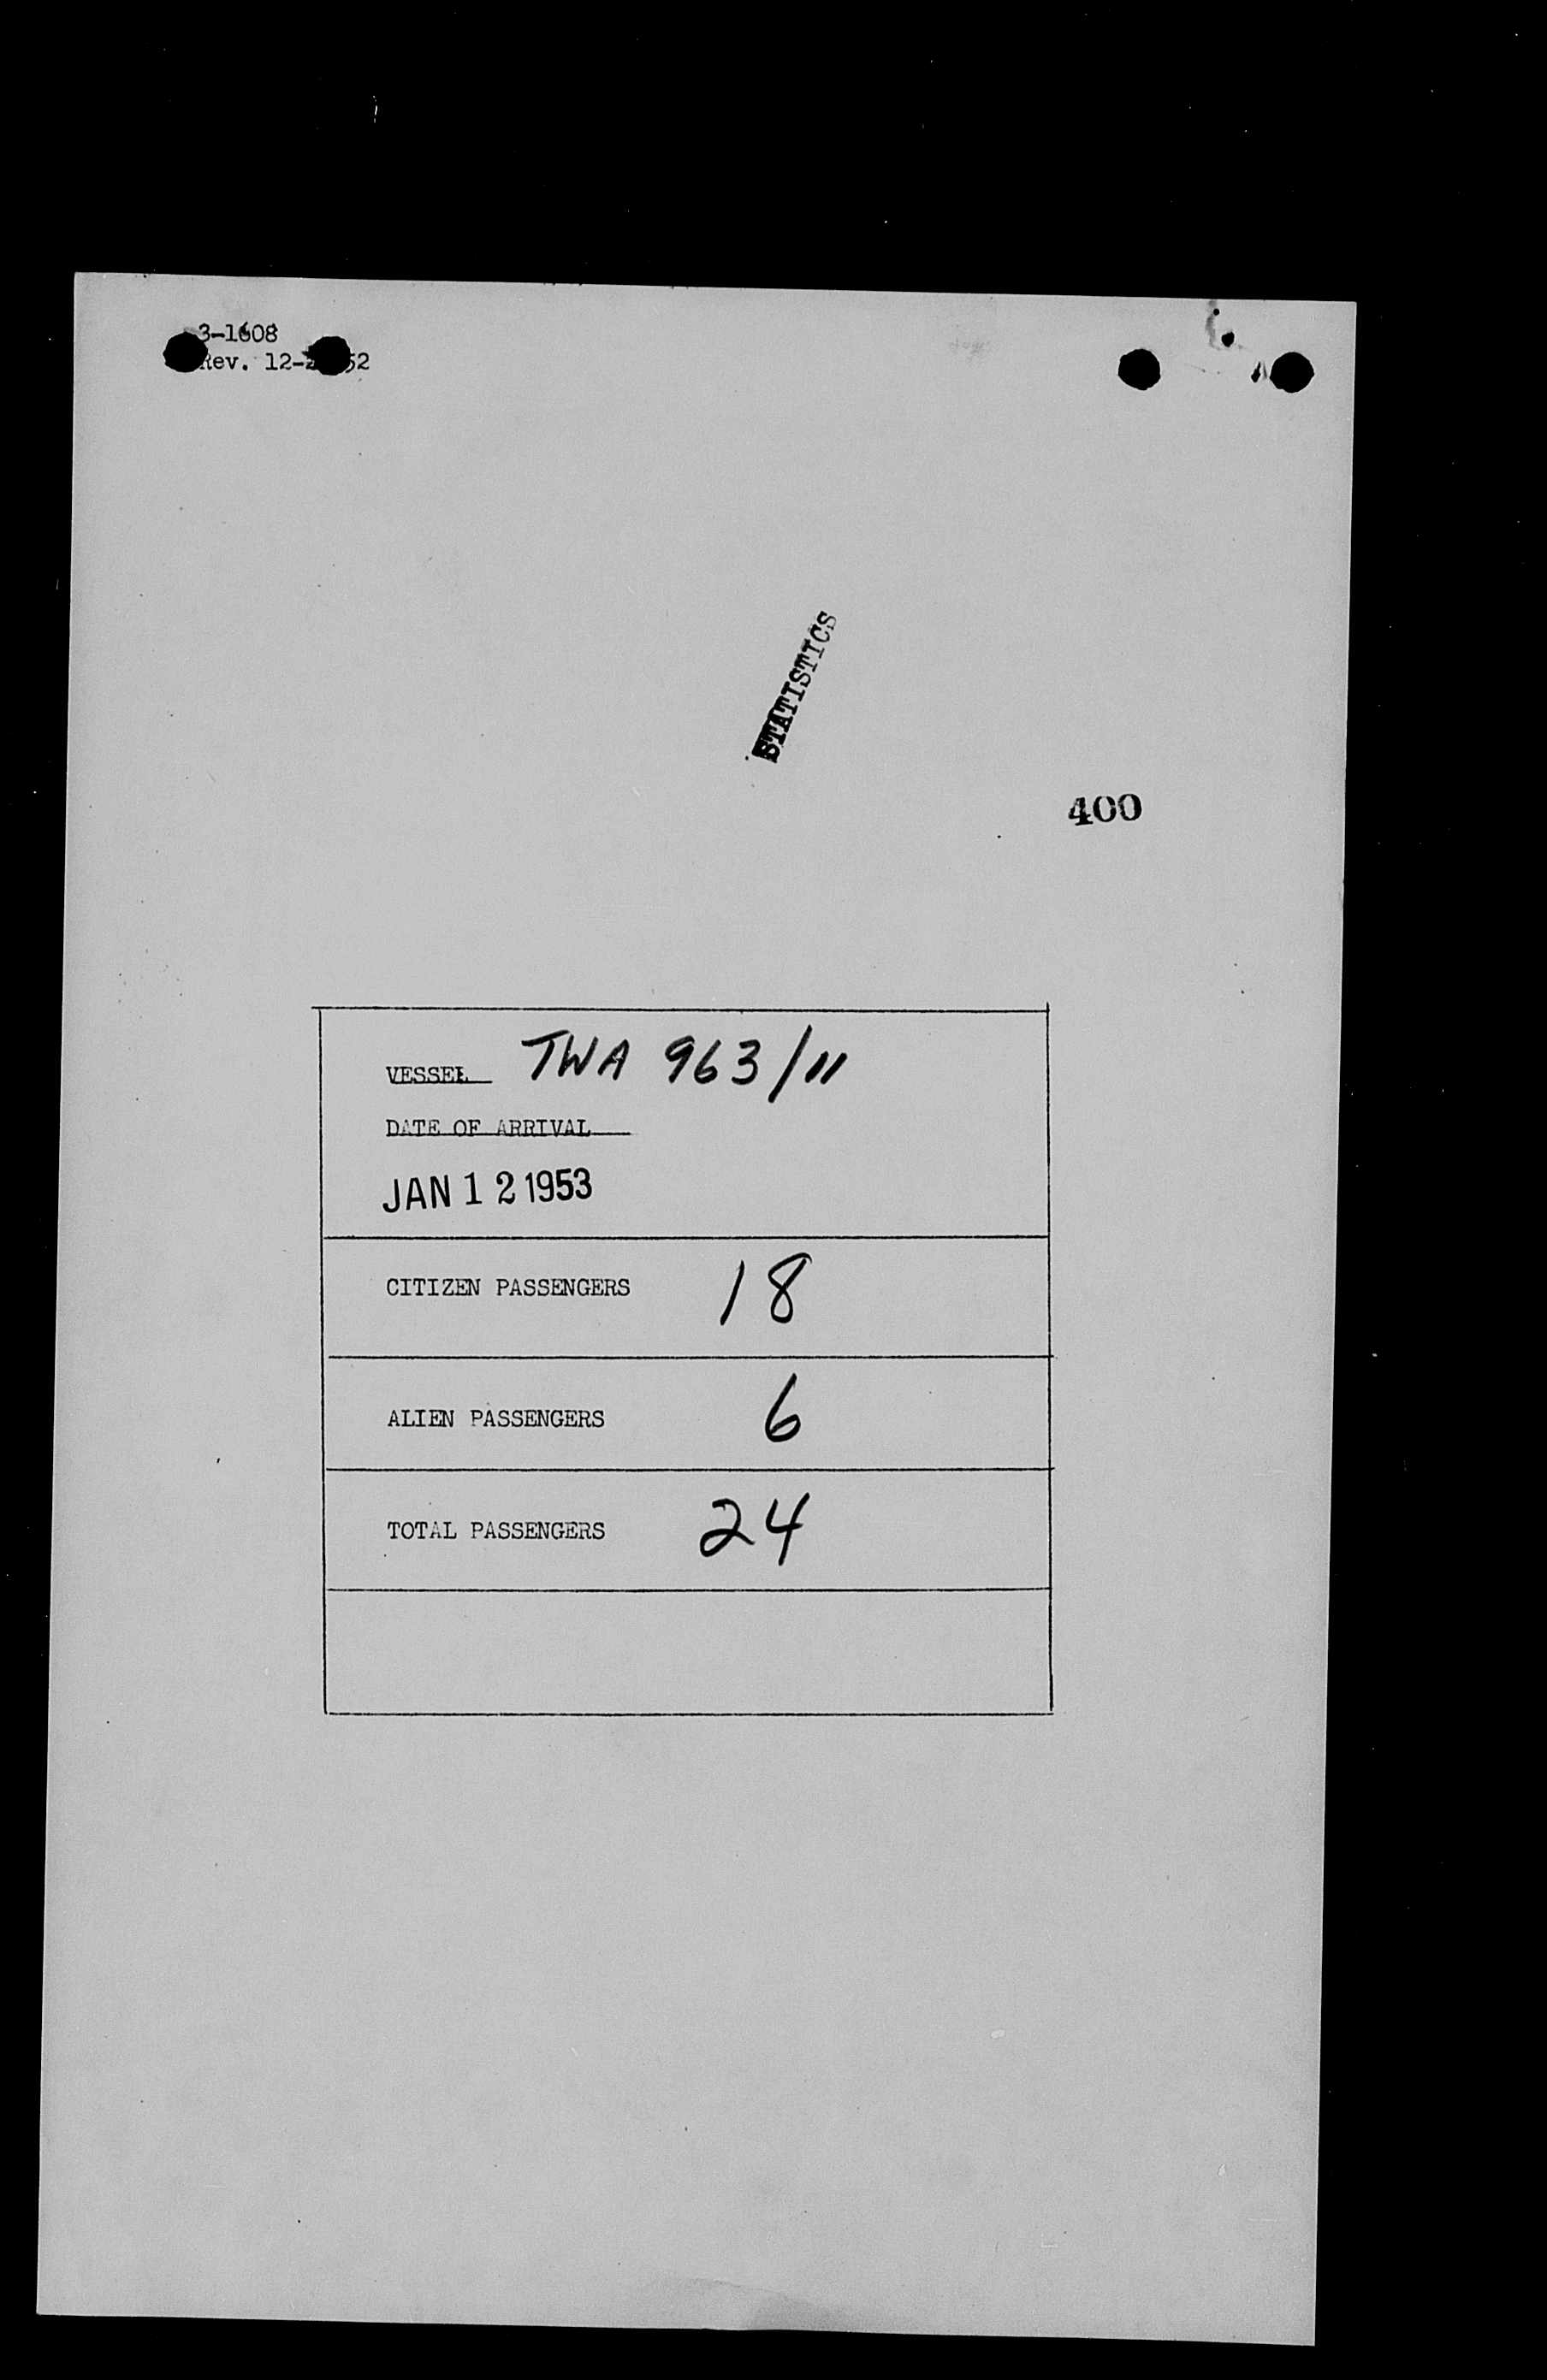 3-1608
Rev. 12-2 52
STATISTICS
400
VESSEL TWA 963/11
DATE OF ARRIVAL
JAN 12 1953
CITIZEN PASSENGERS 18
ALIEN PASSENGERS 6
TOTAL PASSENGERS 24